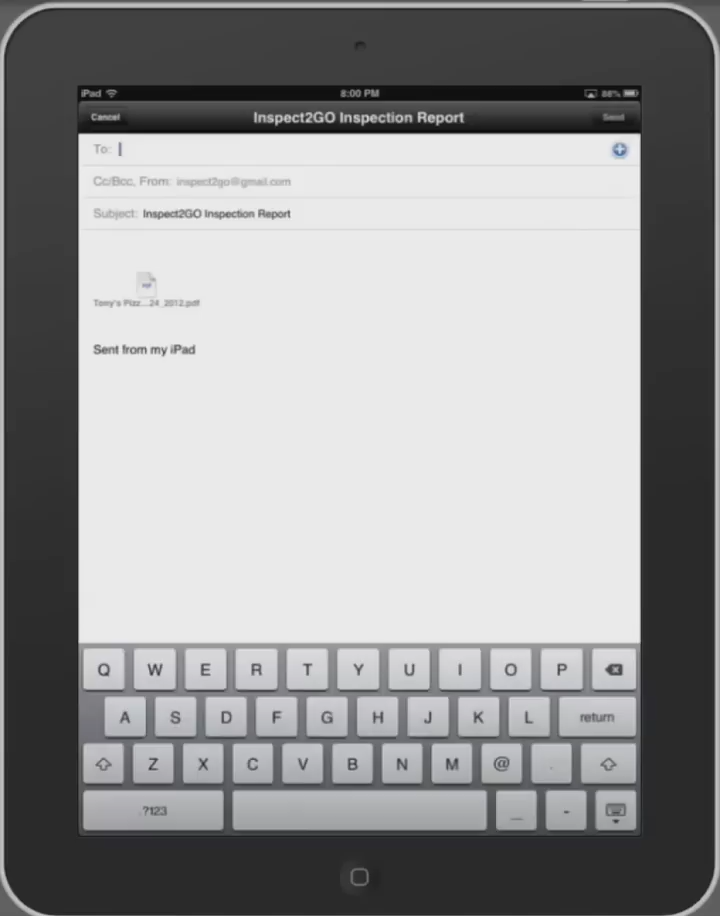 iPad 8:00 PM 88%
Cancel Inspect2GO Inspection Report Send
To:
Cc/Bcc, From: inspect2go@gmail.com
Subject: Inspect2GO Inspection Report
Tony's Pizz...24_2012.pdf
Sent from my iPad
Q W E R T Y U I O P
A S D F G H J K L return
Z X C V B N M @ .
.?123 _ -